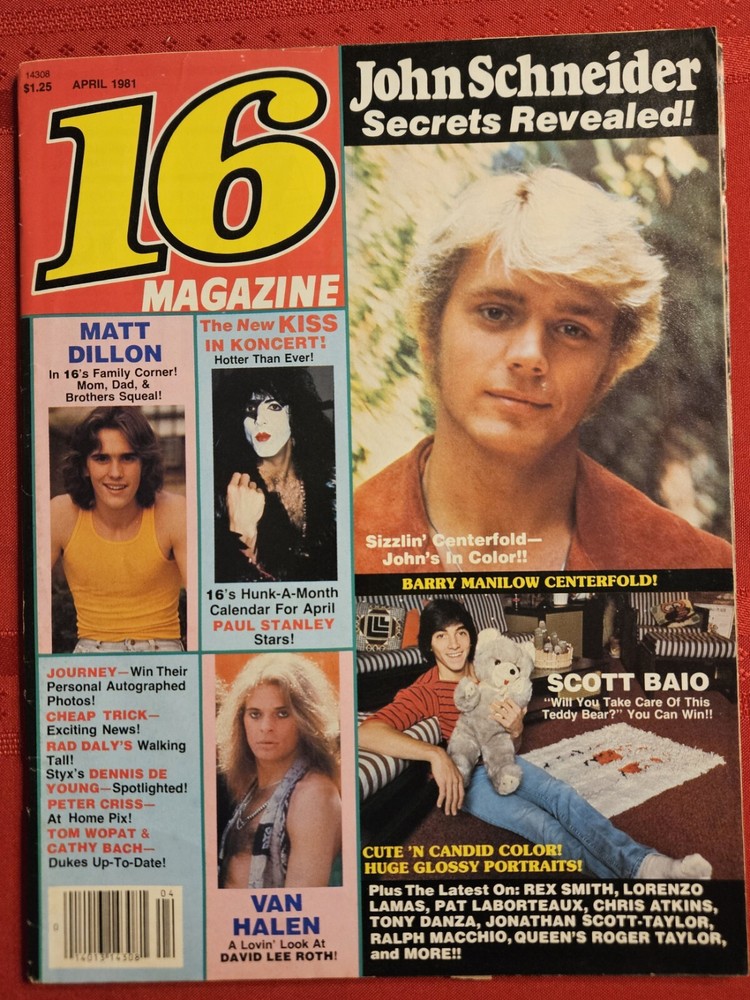 14308
$1.25
APRIL 1981
16
MAGAZINE
John Schneider
Secrets Revealed!
MATT
DILLON
In 16's Family Corner!
Mom, Dad, &
Brothers Squeal!
The New KISS
IN KONCERT!
Hotter Than Ever!
16's Hunk-A-Month
Calendar For April
PAUL STANLEY
Stars!
Sizzlin' Centerfold—
John's In Color!!
BARRY MANILOW CENTERFOLD!
JOURNEY—Win Their
Personal Autographed
Photos!
CHEAP TRICK—
Exciting News!
RAD DALY'S Walking
Tall!
Styx's DENNIS DE
YOUNG—Spotlighted!
PETER CRISS—
At Home Pix!
TOM WOPAT &
CATHY BACH—
Dukes Up-To-Date!
VAN
HALEN
A Lovin' Look At
DAVID LEE ROTH!
SCOTT BAIO
"Will You Take Care Of This
Teddy Bear?" You Can Win!!
CUTE 'N CANDID COLOR!
HUGE GLOSSY PORTRAITS!
Plus The Latest On: REX SMITH, LORENZO
LAMAS, PAT LABORTEAUX, CHRIS ATKINS,
TONY DANZA, JONATHAN SCOTT-TAYLOR,
RALPH MACCHIO, QUEEN'S ROGER TAYLOR,
and MORE!!
04
0
14013 14308